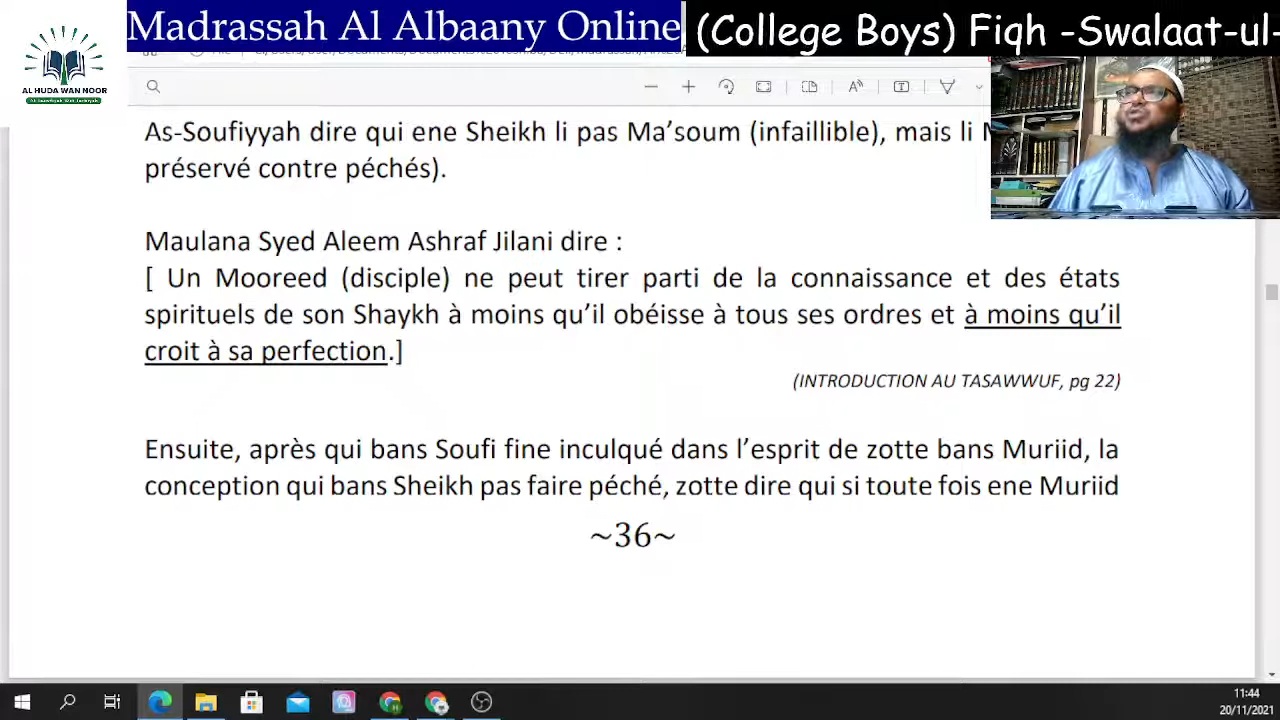 Madrassah Al Albaany Online
(College Boys) Fiqh -Swalaat-ul-
AL HUDA WAN NOOR
As-Soufiyyah dire qui ene Sheikh li pas Ma’soum (infaillible), mais li
préservé contre péchés).
Maulana Syed Aleem Ashraf Jilani dire :
[ Un Mooreed (disciple) ne peut tirer parti de la connaissance et des états
spirituels de son Shaykh à moins qu’il obéisse à tous ses ordres et à moins qu’il
croit à sa perfection.]
(INTRODUCTION AU TASAWWUF, pg 22)
Ensuite, après qui bans Soufi fine inculqué dans l’esprit de zotte bans Muriid, la
conception qui bans Sheikh pas faire péché, zotte dire qui si toute fois ene Muriid
~36~
11:44
20/11/2021